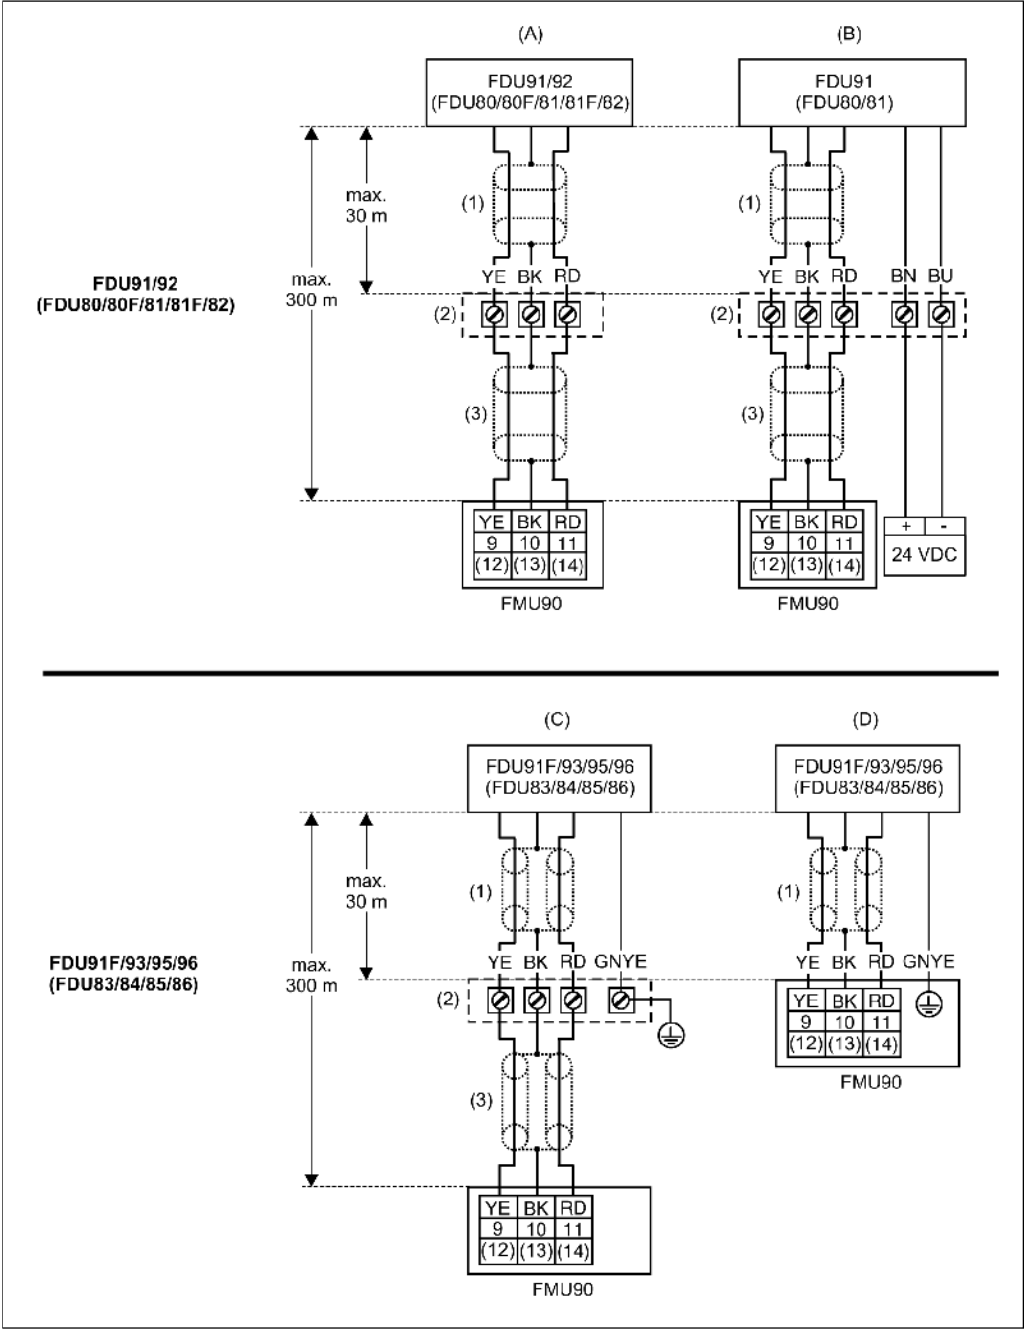 (A)
(B)
FDU91/92
(FDU80/80F/81/81F/82)
FDU91
(FDU80/81)
max.
30 m
(1)
(1)
FDU91/92
(FDU80/80F/81/81F/82)
max.
300 m
YE BK RD
YE BK RD BN BU
(2)
(2)
(3)
(3)
YE BK RD
9 10 11
(12) (13) (14)
FMU90
YE BK RD
9 10 11
(12) (13) (14)
FMU90
+ -
24 VDC
(C)
(D)
FDU91F/93/95/96
(FDU83/84/85/86)
FDU91F/93/95/96
(FDU83/84/85/86)
max.
30 m
(1)
(1)
FDU91F/93/95/96
(FDU83/84/85/86)
max.
300 m
YE BK RD GNYE
YE BK RD GNYE
(2)
YE BK RD
9 10 11
(12) (13) (14)
FMU90
(3)
YE BK RD
9 10 11
(12) (13) (14)
FMU90